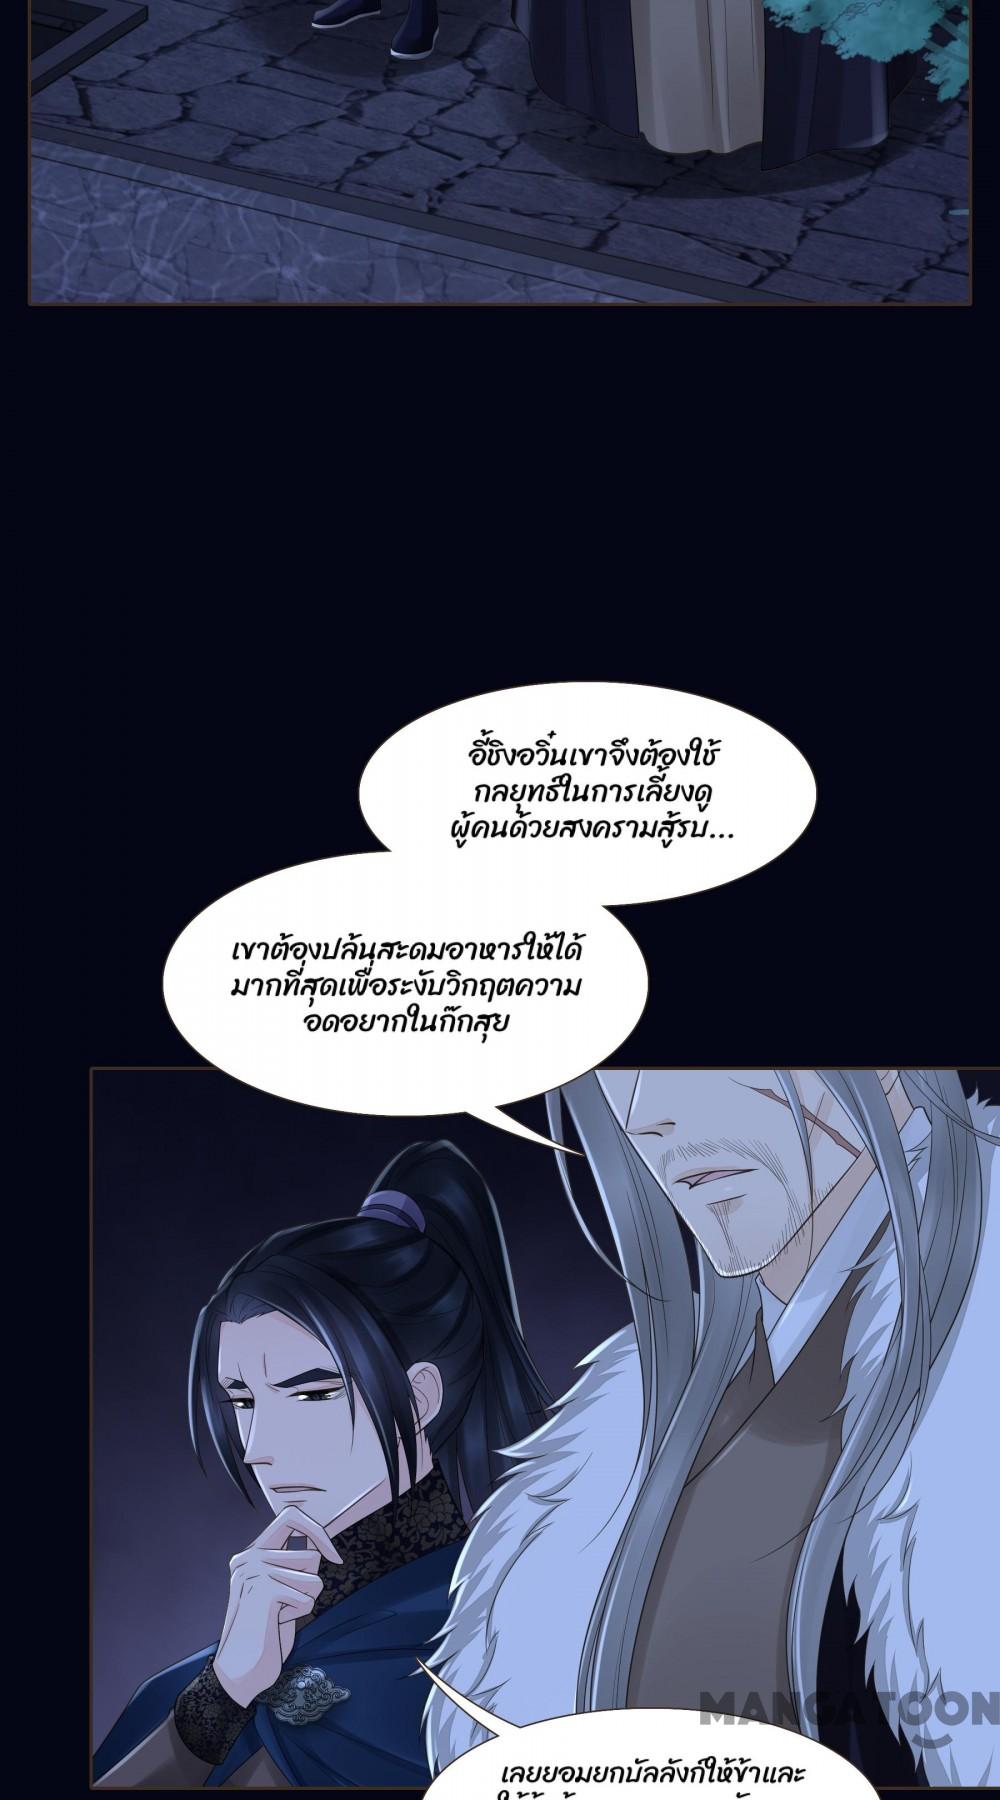 อี้ชิงอวิ๋นเขาจึงต้องใช้
กลยุทธ์ในการเลี้ยงดู
ผู้คนด้วยสงครามสู้รบ...
เขาต้องปล้นสะดมอาหารให้ได้
มากที่สุดเพื่อระงับวิกฤตความ
อดอยากในก๊กสุย
MANGATOON
เลยยอมยกบัลลังก์ให้ข้าและ